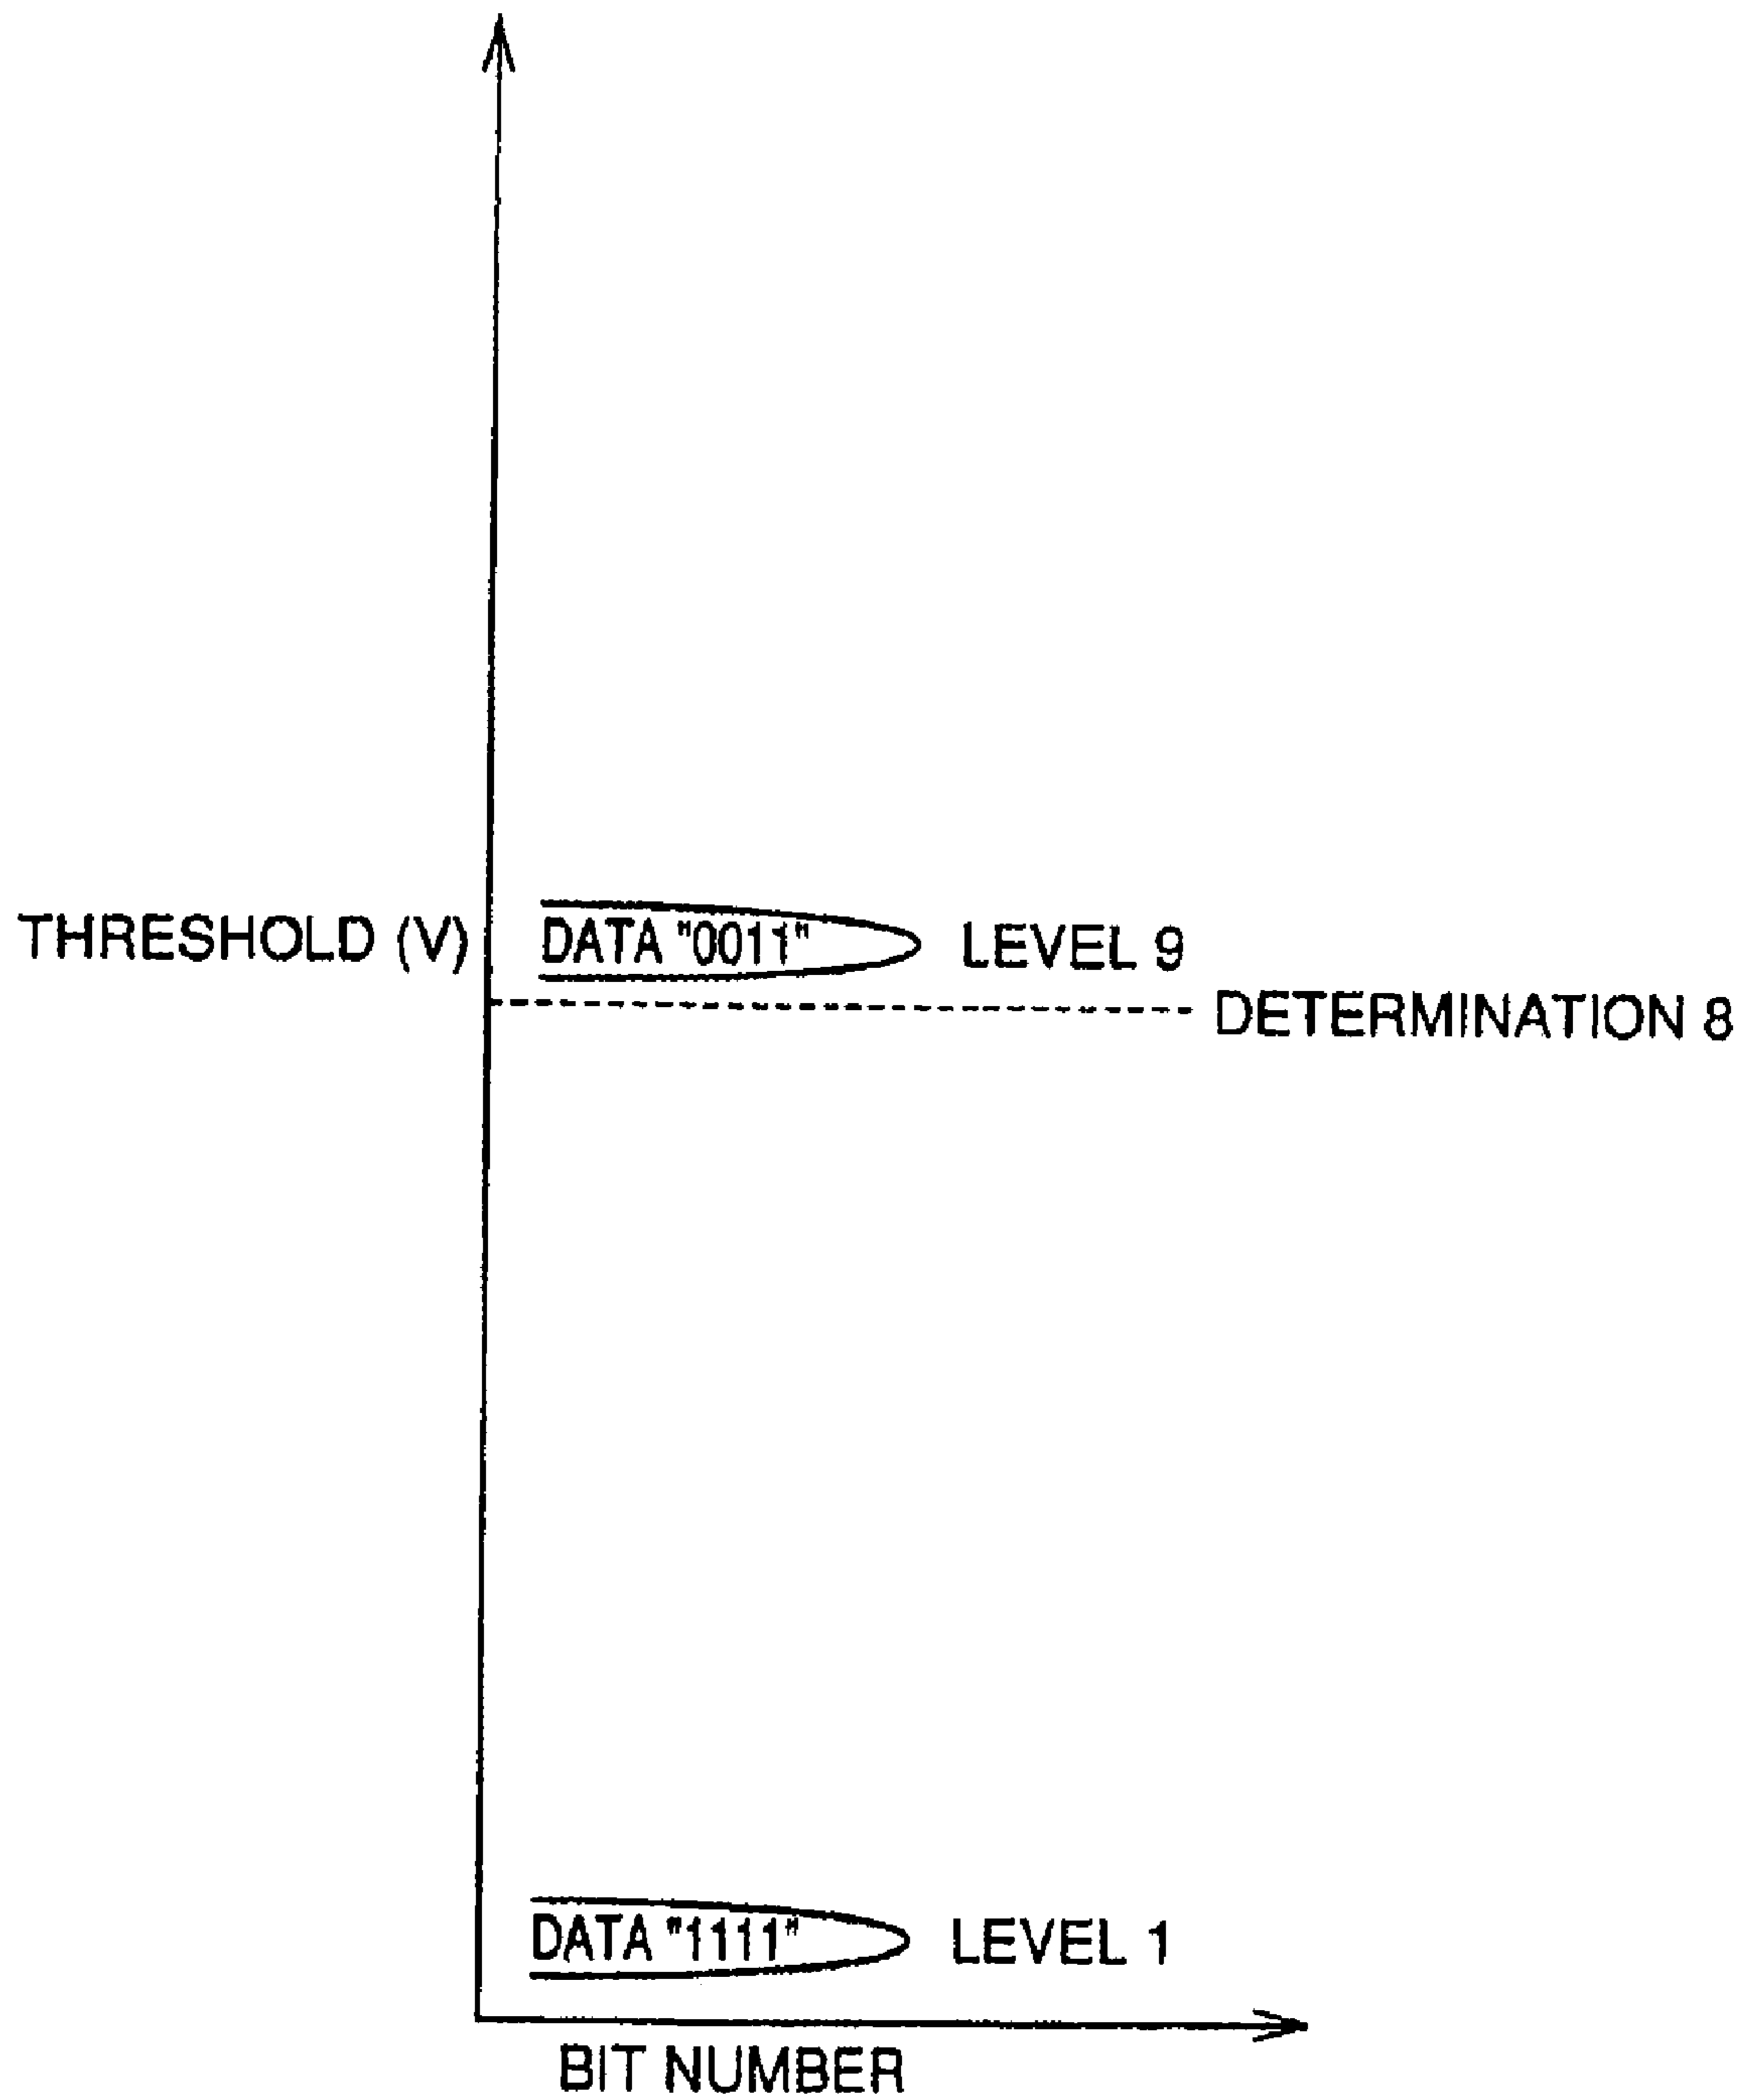 THRESHOLD (V)
DATA "0011"
LEVEL 9
DETERMINATION 8
DATA "1111"
LEVEL 1
BIT NUMBER